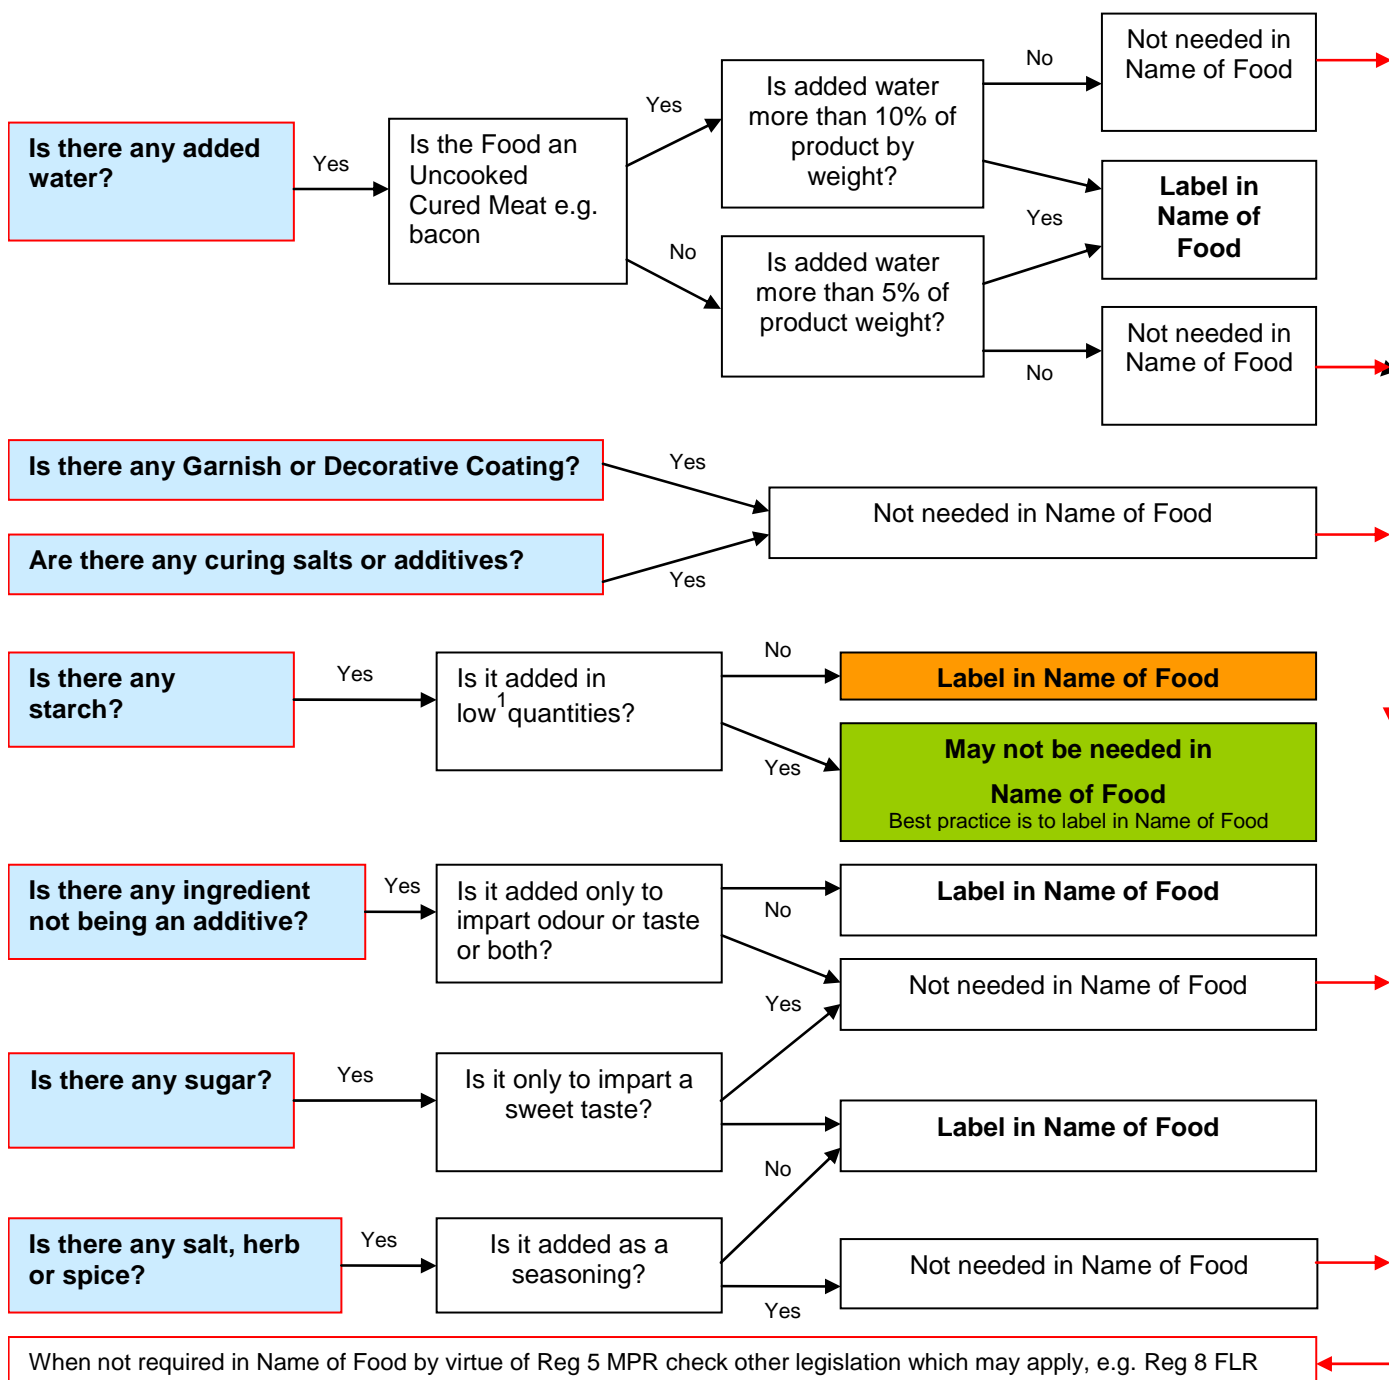 Is there any added
water?
Yes
Is the Food an
Uncooked
Cured Meat e.g.
bacon
Yes
No
Is added water
more than 10% of
product by
weight?
Is added water
more than 5% of
product weight?
No
Yes
No
Not needed in
Name of Food
Label in
Name of
Food
Not needed in
Name of Food
Is there any Garnish or Decorative Coating?
Yes
Are there any curing salts or additives?
Yes
Not needed in Name of Food
Is there any
starch?
Yes
Is it added in
low1 quantities?
No
Yes
Label in Name of Food
May not be needed in
Name of Food
Best practice is to label in Name of Food
Is there any ingredient
not being an additive?
Yes
Is it added only to
impart odour or taste
or both?
No
Yes
Label in Name of Food
Not needed in Name of Food
Is there any sugar?
Yes
Is it only to impart a
sweet taste?
No
Label in Name of Food
Is there any salt, herb
or spice?
Yes
Is it added as a
seasoning?
Yes
Not needed in Name of Food
When not required in Name of Food by virtue of Reg 5 MPR check other legislation which may apply, e.g. Reg 8 FLR